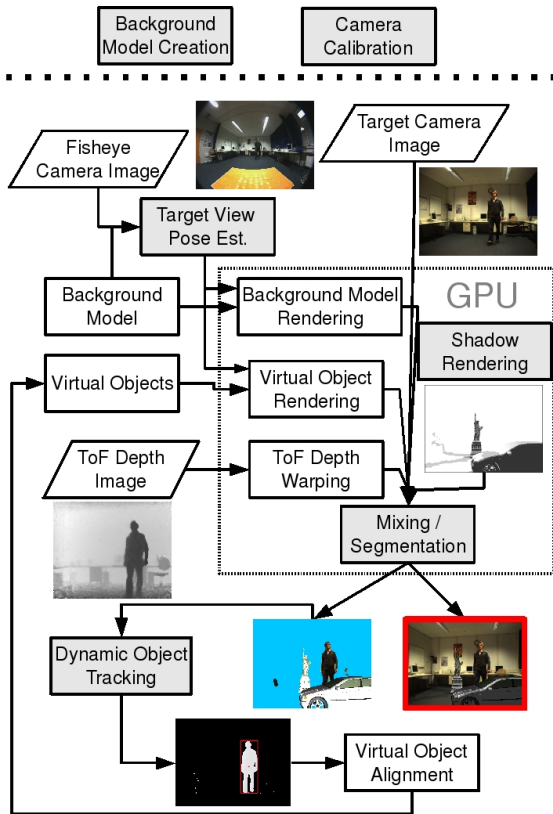 Background
Model Creation
Camera
Calibration
Fisheye
Camera Image
Target Camera
Image
Target View
Pose Est.
Background
Model
Background Model
Rendering
GPU
Shadow
Rendering
Virtual Objects
Virtual Object
Rendering
ToF Depth
Image
ToF Depth
Warping
Mixing /
Segmentation
Dynamic Object
Tracking
Virtual Object
Alignment